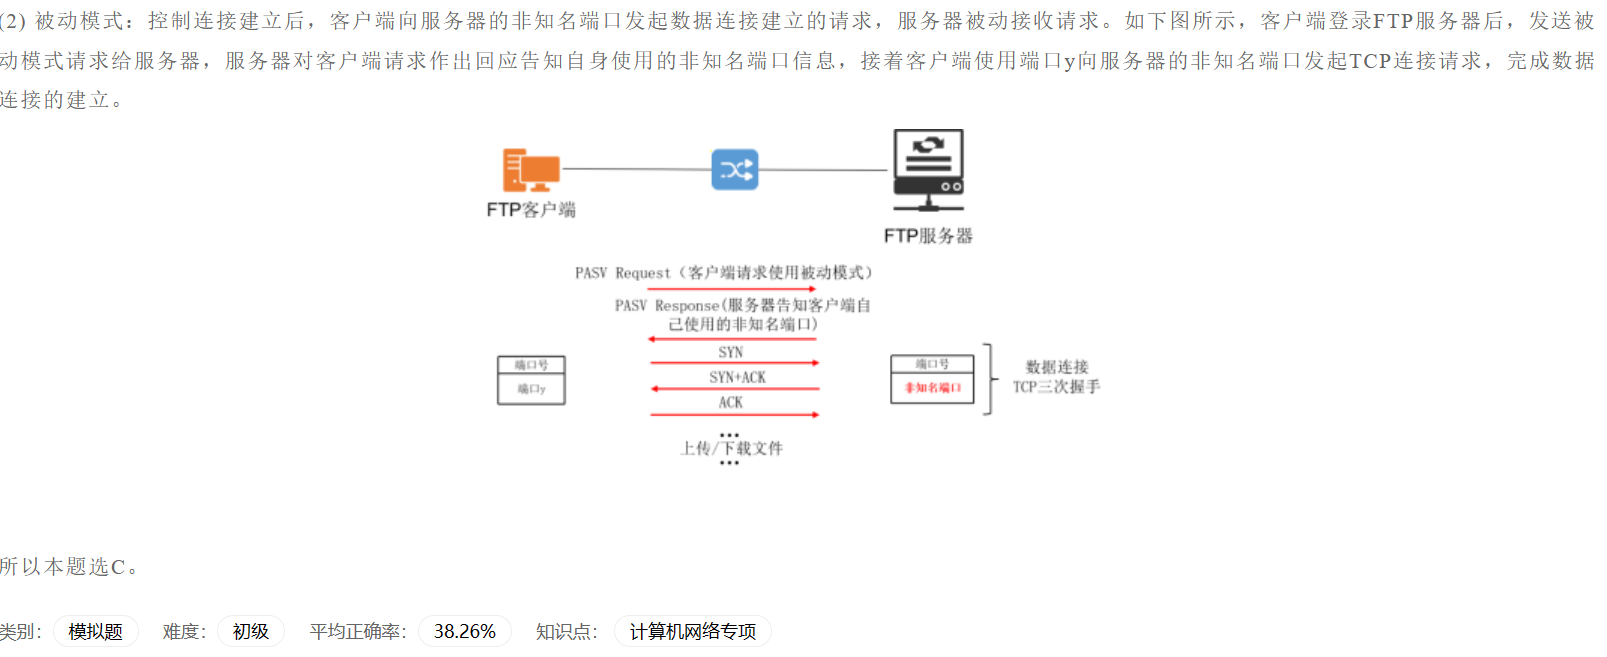 (2) 被动模式：控制连接建立后，客户端向服务器的非知名端口发起数据连接建立的请求，服务器被动接收请求。如下图所示，客户端登录FTP服务器后，发送被
动模式请求给服务器，服务器对客户端请求作出回应告知自身使用的非知名端口信息，接着客户端使用端口y向服务器的非知名端口发起TCP连接请求，完成数据
连接的建立。
FTP客户端
FTP服务器
PASV Request（客户端请求使用被动模式）
PASV Response(服务器告知客户端自
己使用的非知名端口)
SYN
端口号
端口号
数据连接
SYN+ACK
端口y
非知名端口
TCP三次握手
ACK
•••
上传/下载文件
•••
所以本题选C。
类别： 模拟题 难度： 初级 平均正确率： 38.26% 知识点： 计算机网络专项